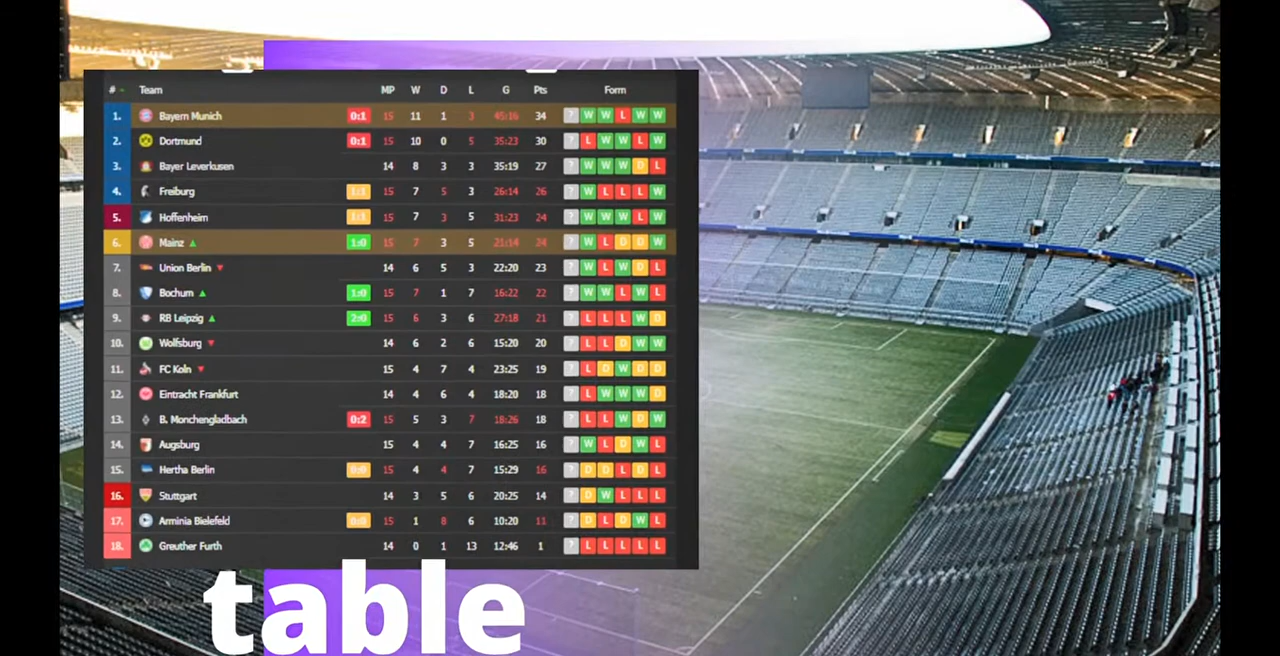 # Team MP W D L G Pts Form
1. Bayern Munich 0:1 15 11 1 3 45:16 34 ? W W L W W
2. Dortmund 0:1 15 10 0 5 35:23 30 ? L W W L W
3. Bayer Leverkusen 14 8 3 3 35:19 27 ? W W W D L
4. Freiburg 1:1 15 7 5 3 26:14 26 ? W L L L W
5. Hoffenheim 1:1 15 7 3 5 31:23 24 ? W W W L W
6. Mainz 1:0 15 7 3 5 21:14 24 ? W L D D W
7. Union Berlin 14 6 5 3 22:20 23 ? L W L D L
8. Bochum 1:0 15 7 1 7 16:22 22 ? W W L W L
9. RB Leipzig 2:0 15 6 3 6 27:18 21 ? L L L W D
10. Wolfsburg 14 6 2 6 15:20 20 ? L L D W W
11. FC Koln 15 4 7 4 23:25 19 ? L D W D D
12. Eintracht Frankfurt 14 4 6 4 18:20 18 ? L W W W D
13. B. Monchengladbach 0:2 15 5 3 7 18:26 18 ? L L W D W
14. Augsburg 15 4 4 7 16:25 16 ? W L D W L
15. Hertha Berlin 0:0 15 4 4 7 15:29 16 ? D D L D L
16. Stuttgart 14 3 5 6 20:25 14 ? D W L L L
17. Arminia Bielefeld 0:0 15 1 8 6 10:20 11 ? D L D W L
18. Greuther Furth 14 0 1 13 12:46 1 ? L L L L L
table